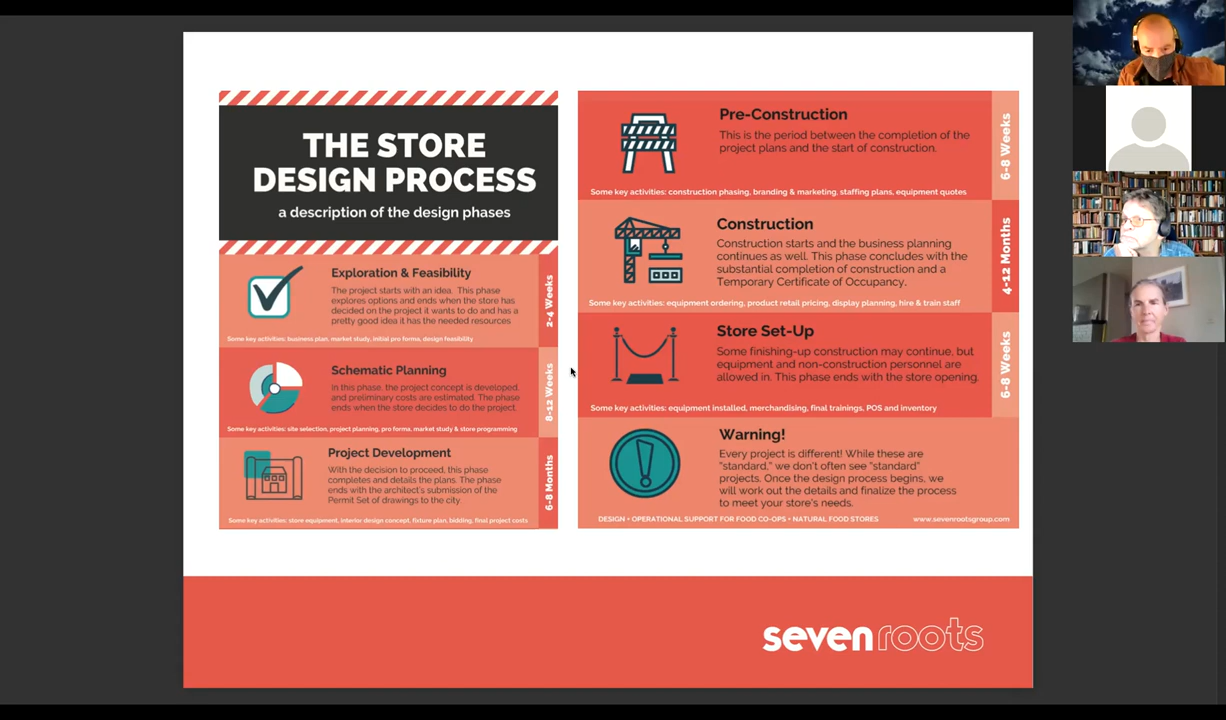 THE STORE
DESIGN PROCESS
a description of the design phases
Exploration & Feasibility
The project starts with an idea. This phase
explores options and ends when the store has
decided on the project it wants to do and has a
pretty good idea it has the needed resources
Some key activities: business plan, market study, initial pro forms, design feasibility
2-4 Weeks
Schematic Planning
In this phase, the project concept is developed,
and preliminary costs are estimated. The phase
ends when the store decides to do the project.
Some key activities: site selection, project planning, pro forma, market study & store programming
8-12 Weeks
Project Development
With the decision to proceed, this phase
completes and details the plans. The phase
ends with the architect's submission of the
Permit Set of drawings to the city
Some key activities: store equipment, interior design concept, fixture plan, bidding, final project costs
6-8 Months
Pre-Construction
This is the period between the completion of the
project plans and the start of construction.
Some key activities: construction phasing, branding & marketing, staffing plans, equipment quotes
6-8 Weeks
Construction
Construction starts and the business planning
continues as well. This phase concludes with the
substantial completion of construction and a
Temporary Certificate of Occupancy.
Some key activities: equipment ordering, product retail pricing, display planning, hire & train staff
4-12 Months
Store Set-Up
Some finishing-up construction may continue, but
equipment and non-construction personnel are
allowed in. This phase ends with the store opening.
Some key activities: equipment installed, merchandising, final trainings, POS and inventory
6-8 Weeks
Warning!
Every project is different! While these are
"standard," we don't often see "standard"
projects. Once the design process begins, we
will work out the details and finalize the process
to meet your store's needs.
DESIGN • OPERATIONAL SUPPORT FOR FOOD CO-OPS • NATURAL FOOD STORES
www.sevenrootsgroup.com
sevenroots